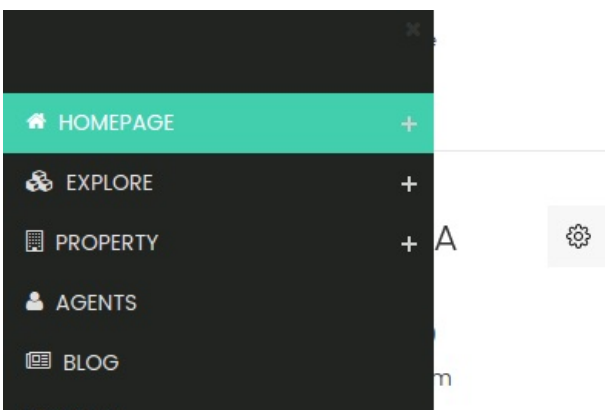 HOMEPAGE +
EXPLORE +
PROPERTY + A
AGENTS
BLOG
m